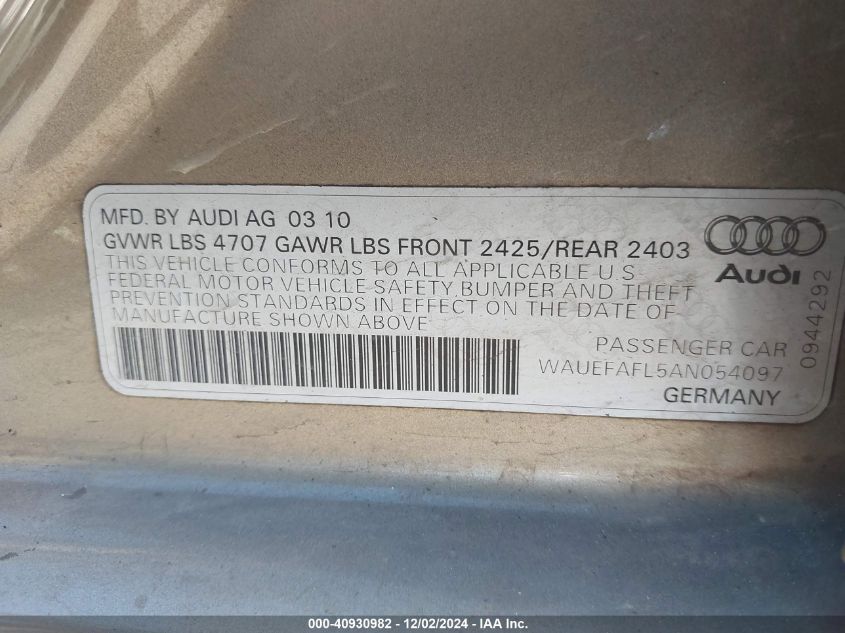 MFD. BY AUDI AG 03 10
GVWR LBS 4707 GAWR LBS FRONT 2425/REAR 2403
THIS VEHICLE CONFORMS TO ALL APPLICABLE U.S
FEDERAL MOTOR VEHICLE SAFETY,BUMPER AND THEFT
PREVENTION STANDARDS IN EFFECT ON THE DATE OF
MANUFACTURE SHOWN ABOVE
Audi
0944292
PASSENGER CAR
WAUEFAFL5AN054097
GERMANY
000-40930982 - 12/02/2024 - IAA Inc.